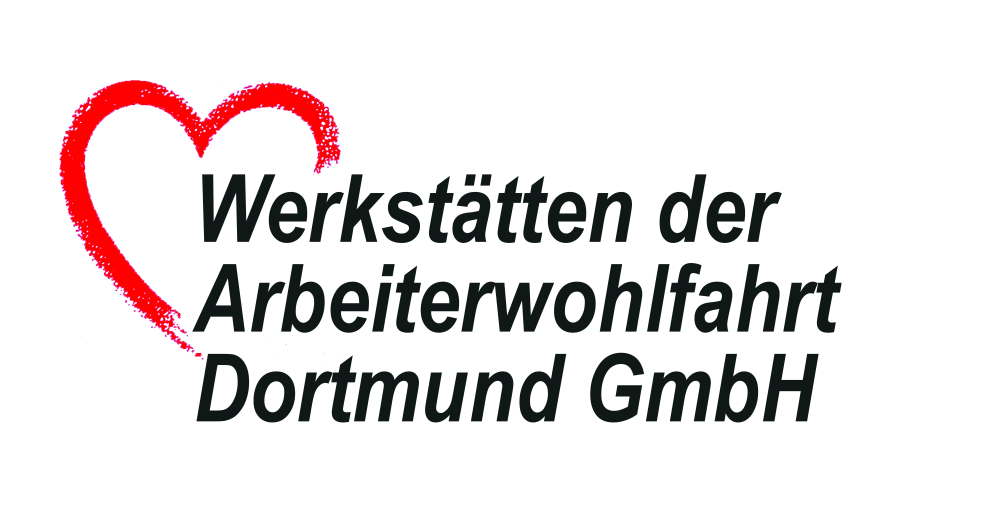 Werkstätten der
Arbeiterwohlfahrt
Dortmund GmbH